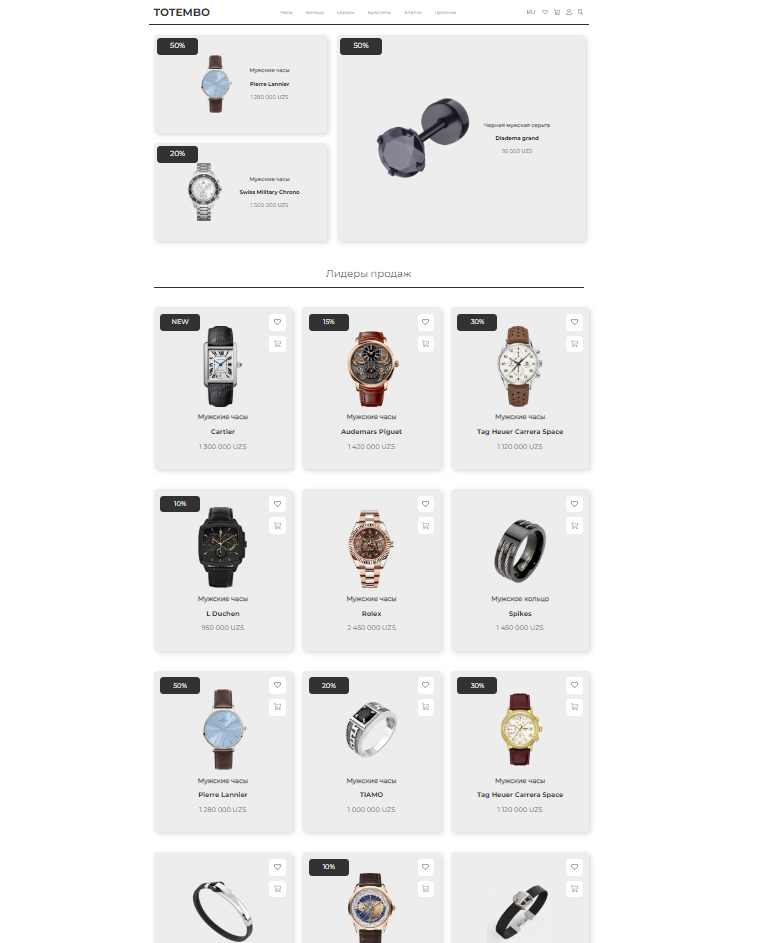 TOTEMBO
Часы Кольца Серьги Браслеты Клатчи Цепочки RU
50%
Мужские часы
Pierre Lannier
1 280 000 UZS
50%
Черная мужская серьга
Diadema grand
95 000 UZS
20%
Мужские часы
Swiss Military Chrono
1 500 000 UZS
Лидеры продаж
NEW
Мужские часы
Cartier
1 300 000 UZS
15%
Мужские часы
Audemars Piguet
1 420 000 UZS
30%
Мужские часы
Tag Heuer Carrera Space
1 120 000 UZS
10%
Мужские часы
L Duchen
950 000 UZS
Мужские часы
Rolex
2 450 000 UZS
Мужское кольцо
Spikes
1 450 000 UZS
50%
Мужские часы
Pierre Lannier
1 280 000 UZS
20%
Мужские часы
TIAMO
1 000 000 UZS
30%
Мужские часы
Tag Heuer Carrera Space
1 120 000 UZS
10%